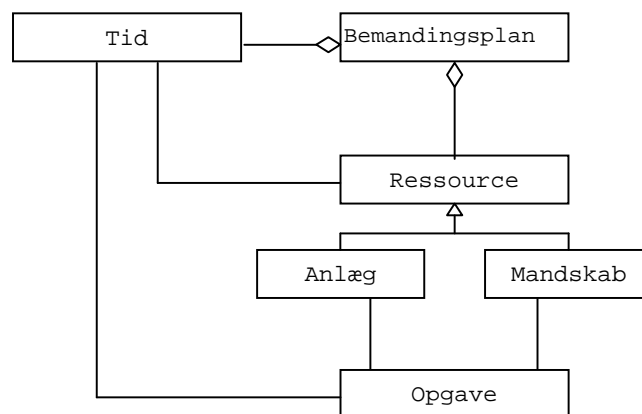 Tid
Bemandingsplan
Ressource
Anlæg
Mandskab
Opgave